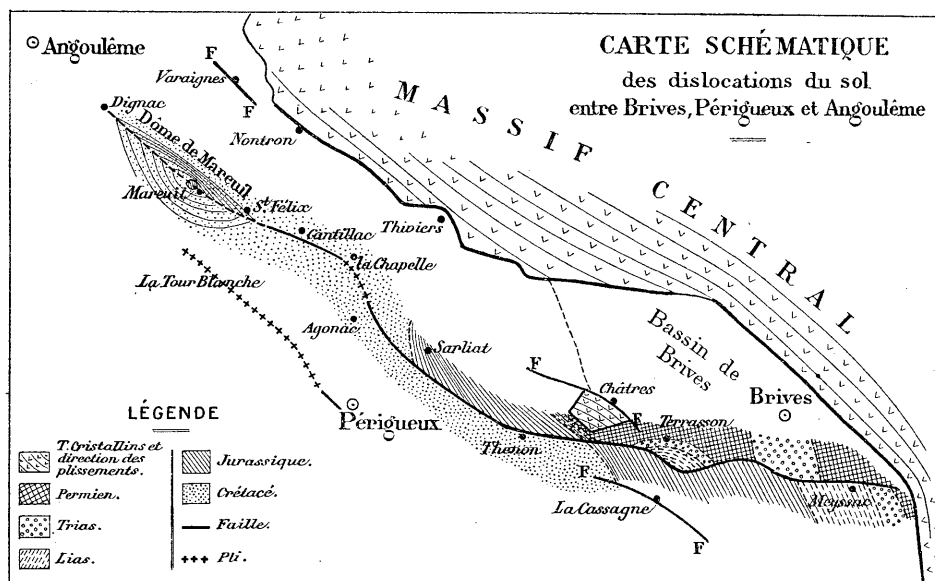 CARTE SCHÉMATIQUE
des dislocations du sol
entre Brives, Périgueux et Angoulême
Angoulême
F
Varaignes
F
Dignac
Nontron
Dôme de Mareuil
Mareuil
St Félix
Cantillac
Thiviers
MASSIF CENTRAL
la Chapelle
La Tour Blanche
Agonac
Sarliat
Bassin de
Brives
F
Châtres
Brives
F
Terrasson
Périgueux
Thenon
F
La Cassagne
Meyssac
F
LÉGENDE
T. Cristallins et
direction des
plissements.
Permien.
Trias.
Lias.
Jurassique.
Crétacé.
Faille.
Pli.